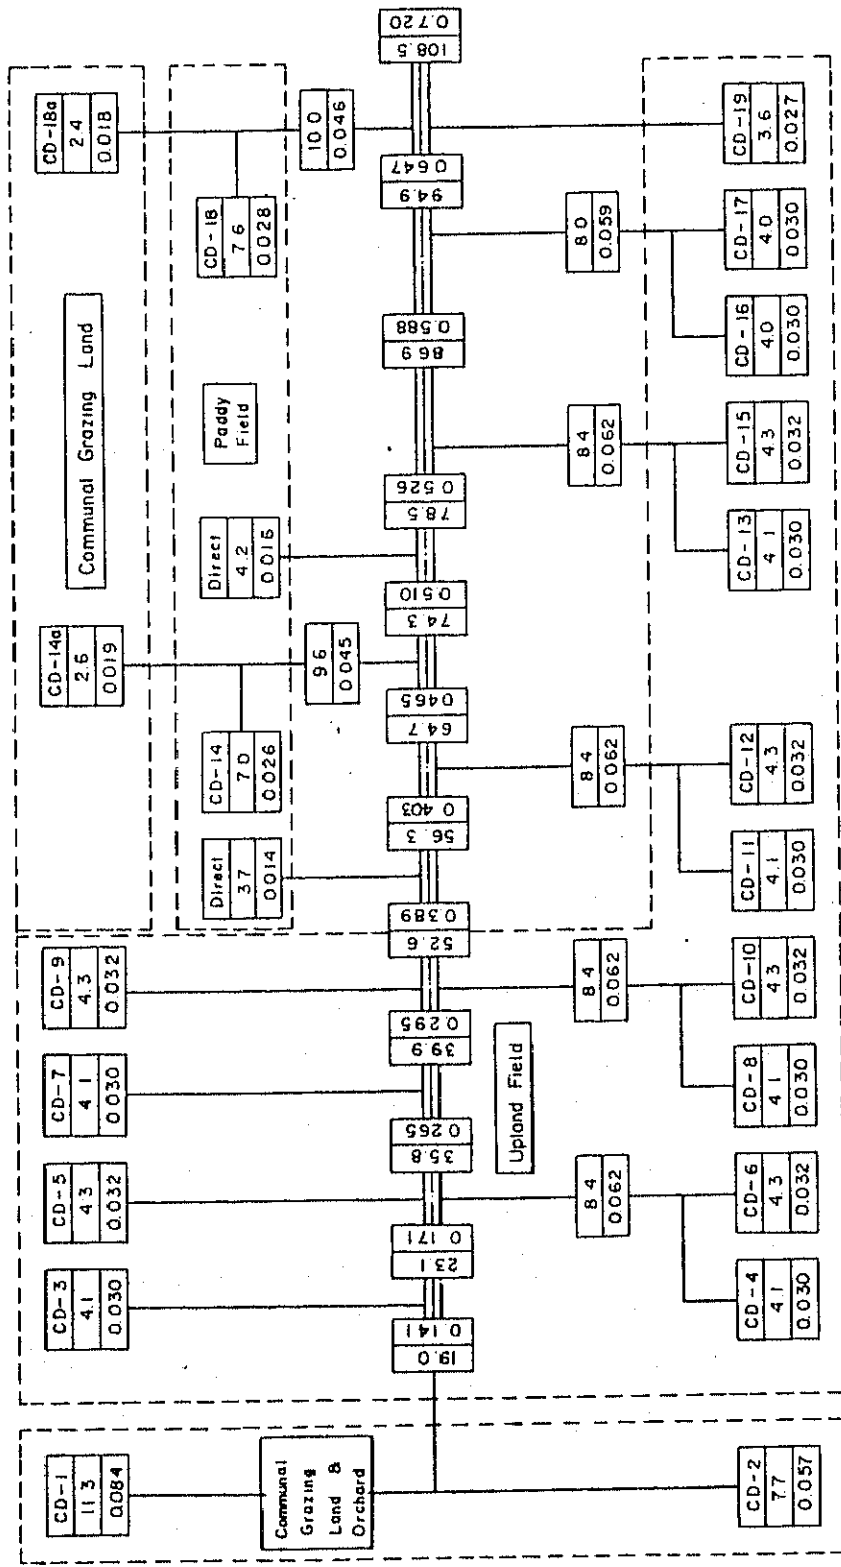 CD-1
11 3
0.084
Communal
Grazing
Land &
Orchard
CD-2
7.7
0.057
19.0
0.141
CD-3
4.1
0.030
23.1
0.171
CD-5
4.3
0.032
CD-4
4.1
0.030
CD-6
4.3
0.032
8 4
0.062
35.8
0.265
Upland Field
CD-7
4.1
0.030
39.9
0.295
CD-9
4.3
0.032
CD-8
4 1
0.030
CD-10
4 3
0.032
8 4
0.062
52.6
0.389
Direct
3 7
0.014
56.3
0.403
CD-11
4.1
0.030
CD-12
4.3
0.032
8 4
0.062
64.7
0.465
CD-14
7 0
0.026
CD-14a
2.6
0.019
9 6
0.045
74.3
0.510
Communal Grazing Land
Direct
4.2
0.016
78.5
0.526
Paddy
Field
CD-13
4 1
0.030
CD-15
4.3
0.032
8 4
0.062
86.9
0.588
CD-16
4.0
0.030
CD-17
4.0
0.030
8 0
0.059
94.9
0.647
CD-18
7 6
0.028
CD-18a
2.4
0.018
10 0
0.046
CD-19
3.6
0.027
108.5
0.720